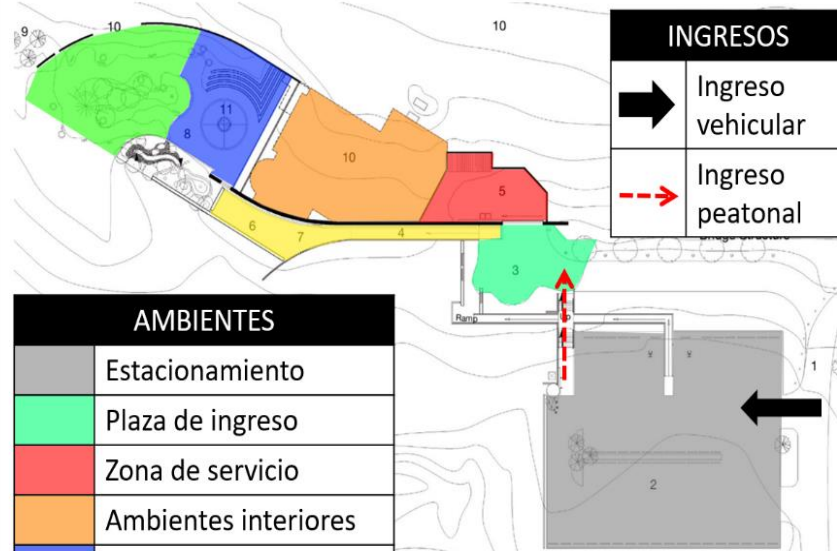 9
10
10
11
8
10
5
6
7
4
3
Ramp
Up
1
2
INGRESOS
Ingreso
vehicular
Ingreso
peatonal
AMBIENTES
Estacionamiento
Plaza de ingreso
Zona de servicio
Ambientes interiores